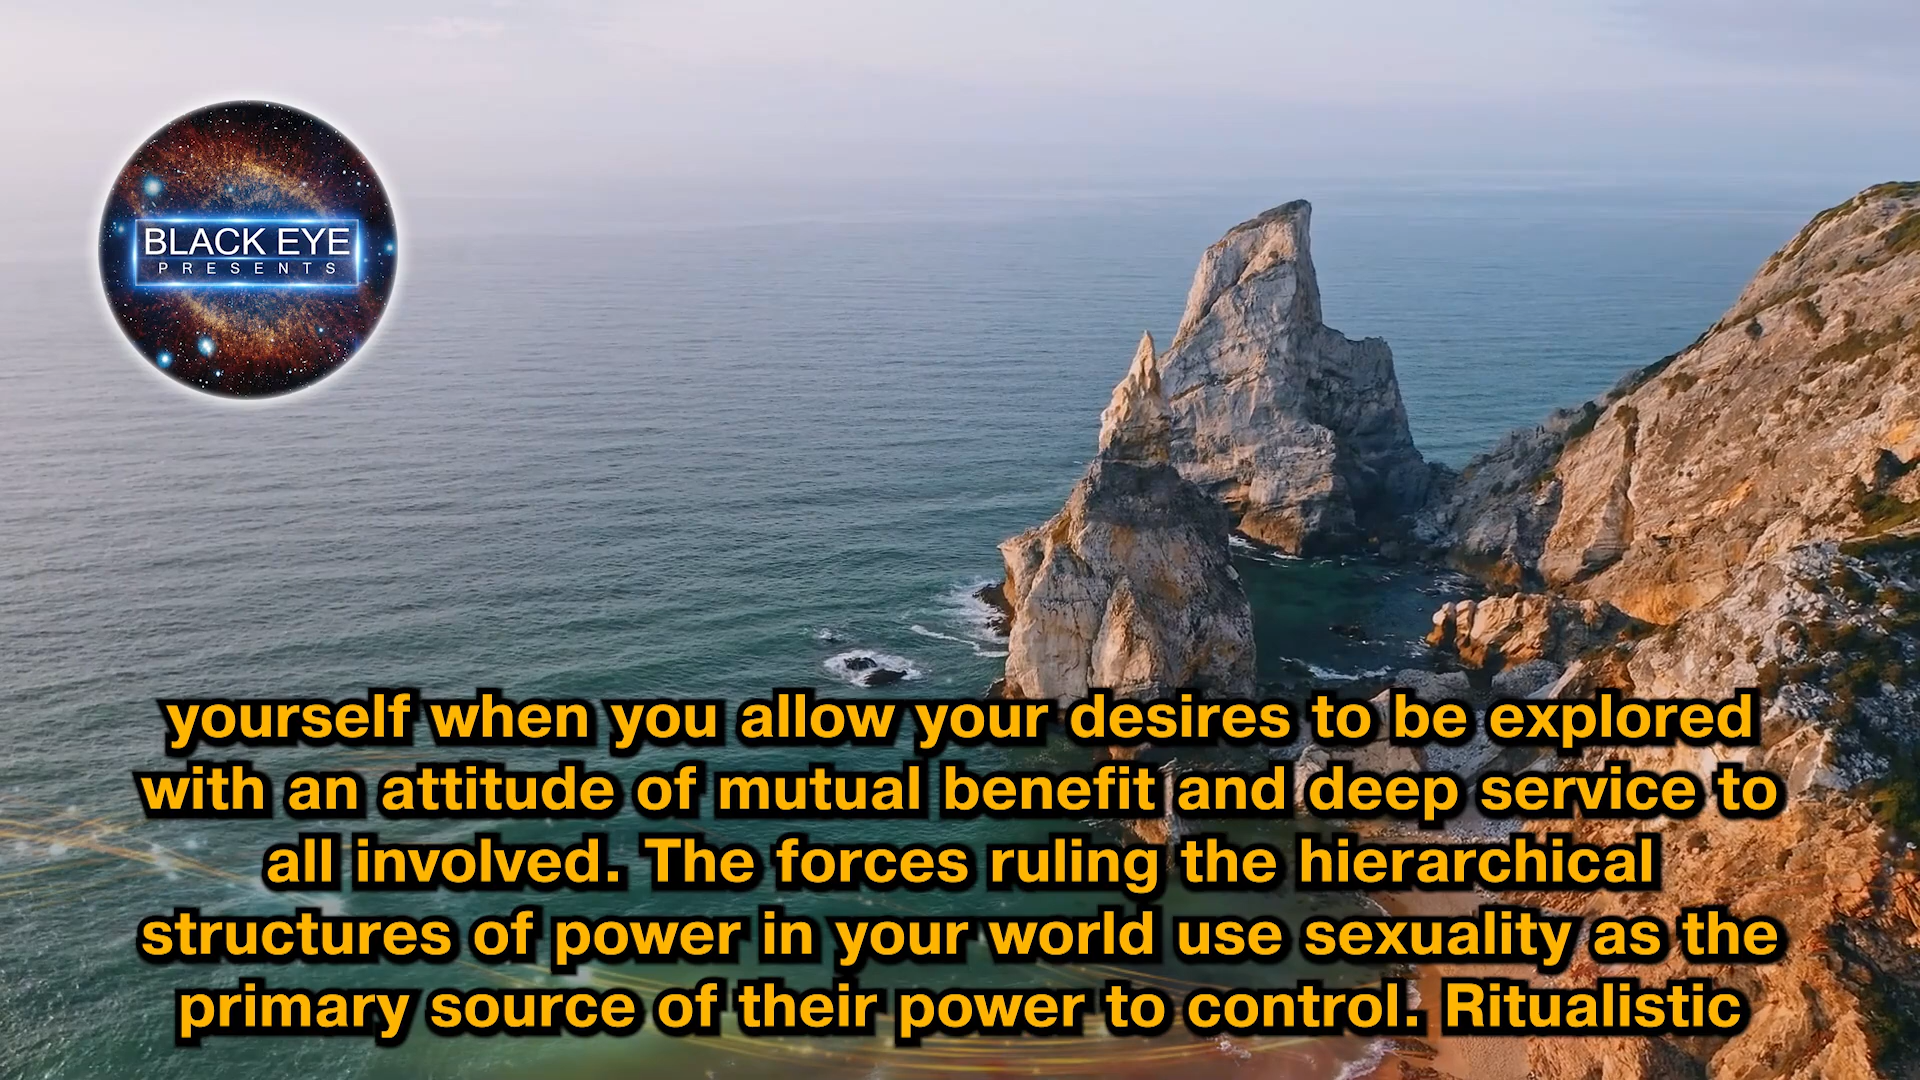 BLACK EYE
PRESENTS
yourself when you allow your desires to be explored
with an attitude of mutual benefit and deep service to
all involved. The forces ruling the hierarchical
structures of power in your world use sexuality as the
primary source of their power to control. Ritualistic